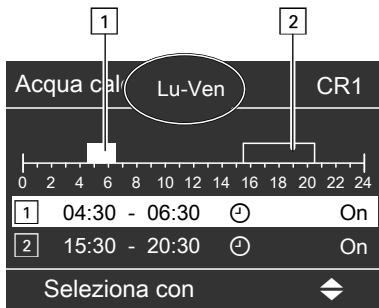 1 2
Acqua cal Lu-Ven CR1
0 2 4 6 8 10 12 14 16 18 20 22 24
1 04:30 - 06:30 On
2 15:30 - 20:30 On
Seleziona con